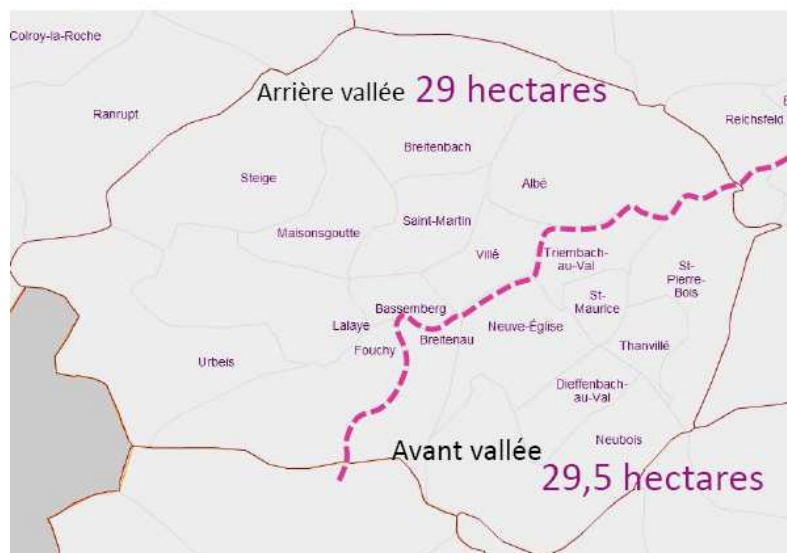 Colroy-la-Roche
Arrière vallée 29 hectares
Ranrupt
Reichsfeld
Breitenbach
Steige
Albé
Saint-Martin
Maisonsgoutte
Villé
Triembach-
au-Val
St-
Pierre-
Bois
Bassemberg
St-
Maurice
Lalaye
Neuve-Église
Breitenau
Fouchy
Thanvillé
Urbeis
Dieffenbach-
au-Val
Avant vallée
Neubois
29,5 hectares